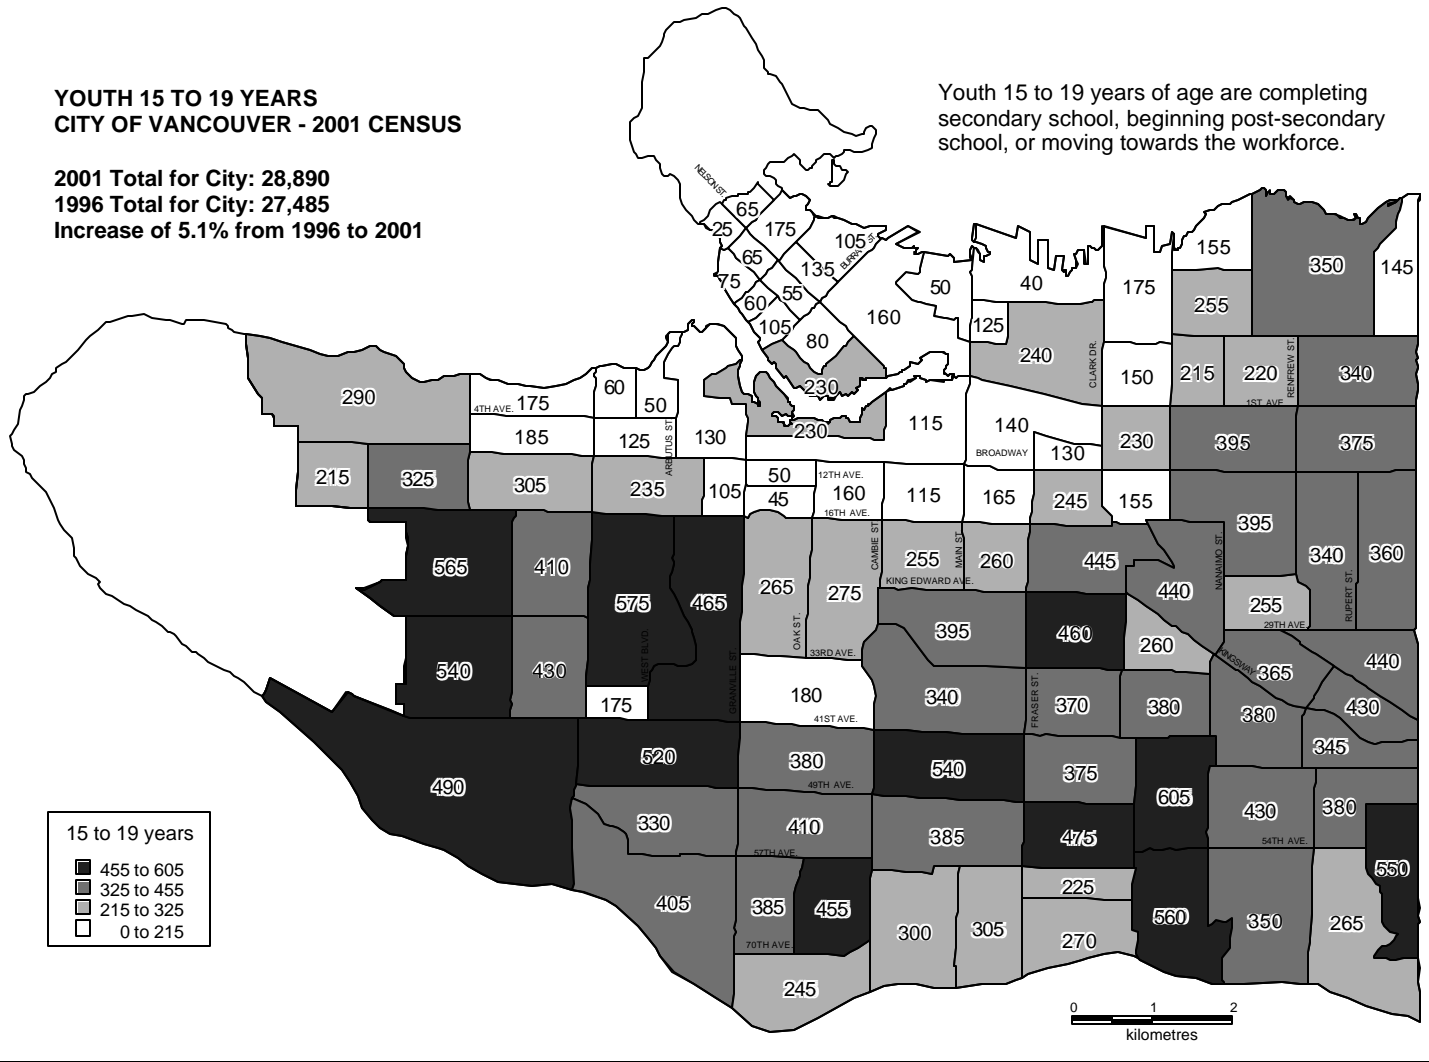 YOUTH 15 TO 19 YEARS
CITY OF VANCOUVER - 2001 CENSUS
2001 Total for City: 28,890
1996 Total for City: 27,485
Increase of 5.1% from 1996 to 2001
Youth 15 to 19 years of age are completing
secondary school, beginning post-secondary
school, or moving towards the workforce.
NELSON ST.
65
25
175
105
65
135
75
55
60
105
80
160
50
230
40
125
240
CLARK DR.
175
155
255
350
145
150
215
220
RENFREW ST.
340
1ST AVE
290
4TH AVE.
175
60
50
185
125
ARBUTUS ST.
130
230
115
140
BROADWAY
130
230
395
375
215
325
305
235
105
50
45
12TH AVE.
160
16TH AVE.
115
165
245
155
565
410
575
465
265
275
CAMBIE ST.
255
MAIN ST.
260
KING EDWARD AVE.
445
440
NANAIMO ST.
395
340
360
255
RUPERT ST.
29TH AVE.
OAK ST.
33RD AVE.
395
460
260
540
430
WEST BLVD.
175
GRANVILLE ST.
180
41ST AVE.
340
FRASER ST.
370
380
KINGSWAY
365
440
380
430
345
490
520
380
49TH AVE.
540
375
605
430
380
54TH AVE.
330
410
57TH AVE.
385
475
550
405
385
455
70TH AVE.
300
305
225
270
560
350
265
245
15 to 19 years
455 to 605
325 to 455
215 to 325
0 to 215
0 1 2
kilometres